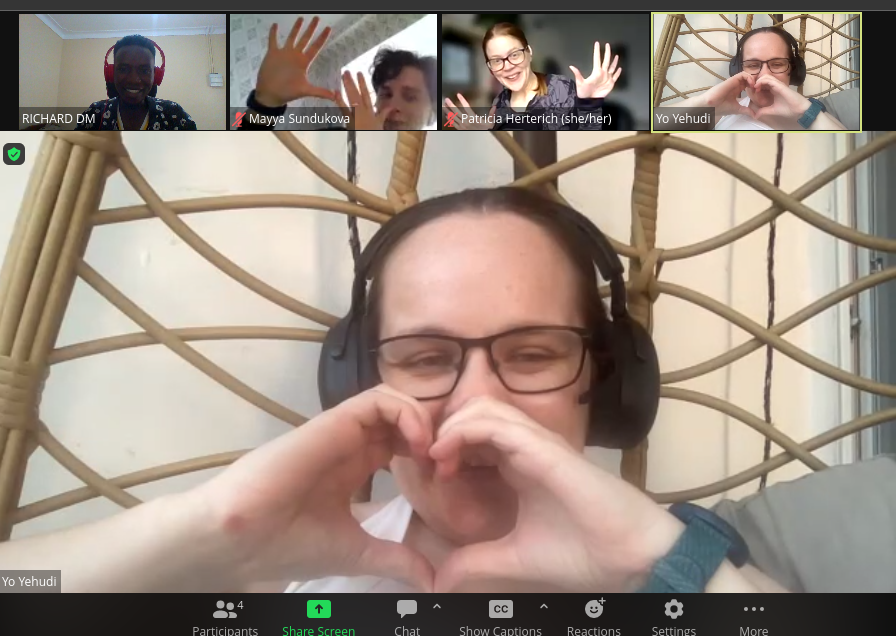 RICHARD DM
Mayya Sundukova
Patricia Herterich (she/her)
Yo Yehudi
Yo Yehudi
4
CC
Participants
Share Screen
Chat
Show Captions
Reactions
Settings
More